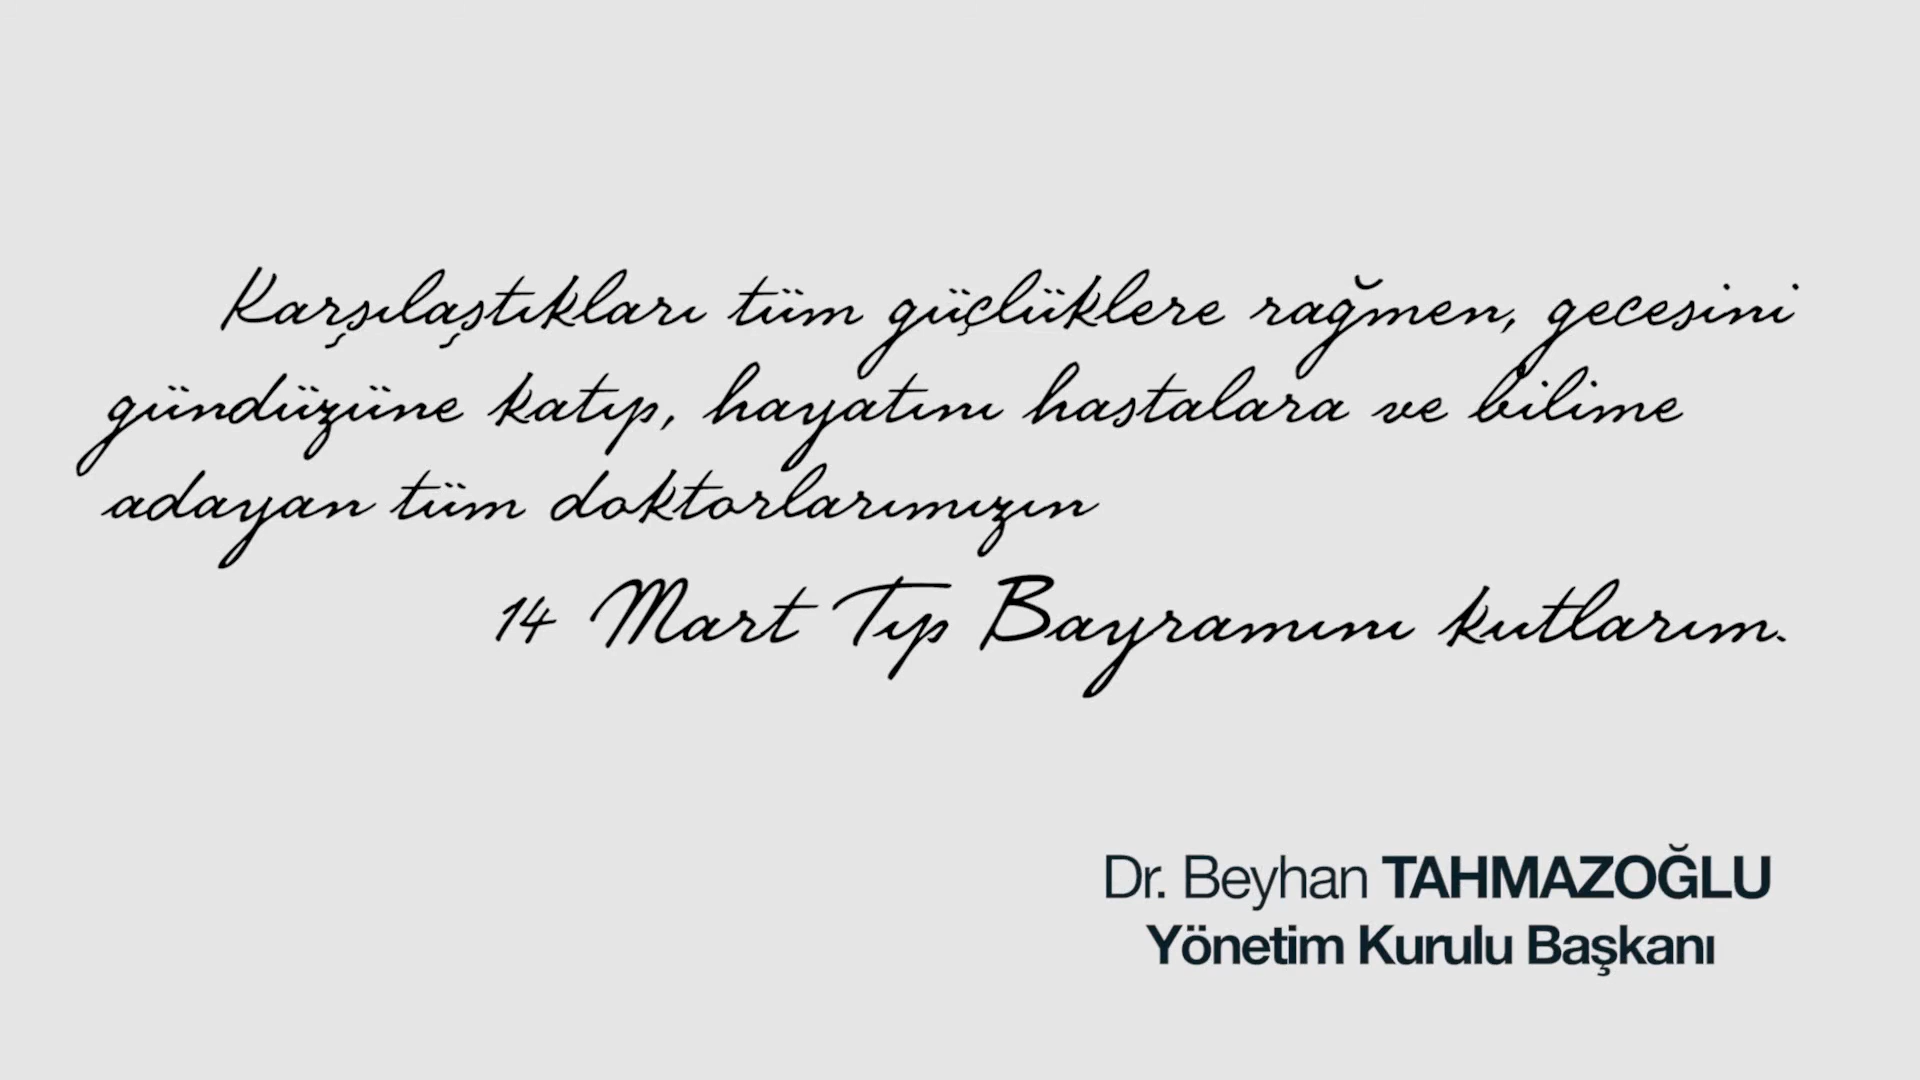 Karşılaştıkları tüm güçlüklere rağmen, gecesini
gündüzüne katıp, hayatını hastalara ve bilime
adayan tüm doktorlarımızın
14 Mart Tıp Bayramını kutlarım.
Dr. Beyhan TAHMAZOĞLU
Yönetim Kurulu Başkanı